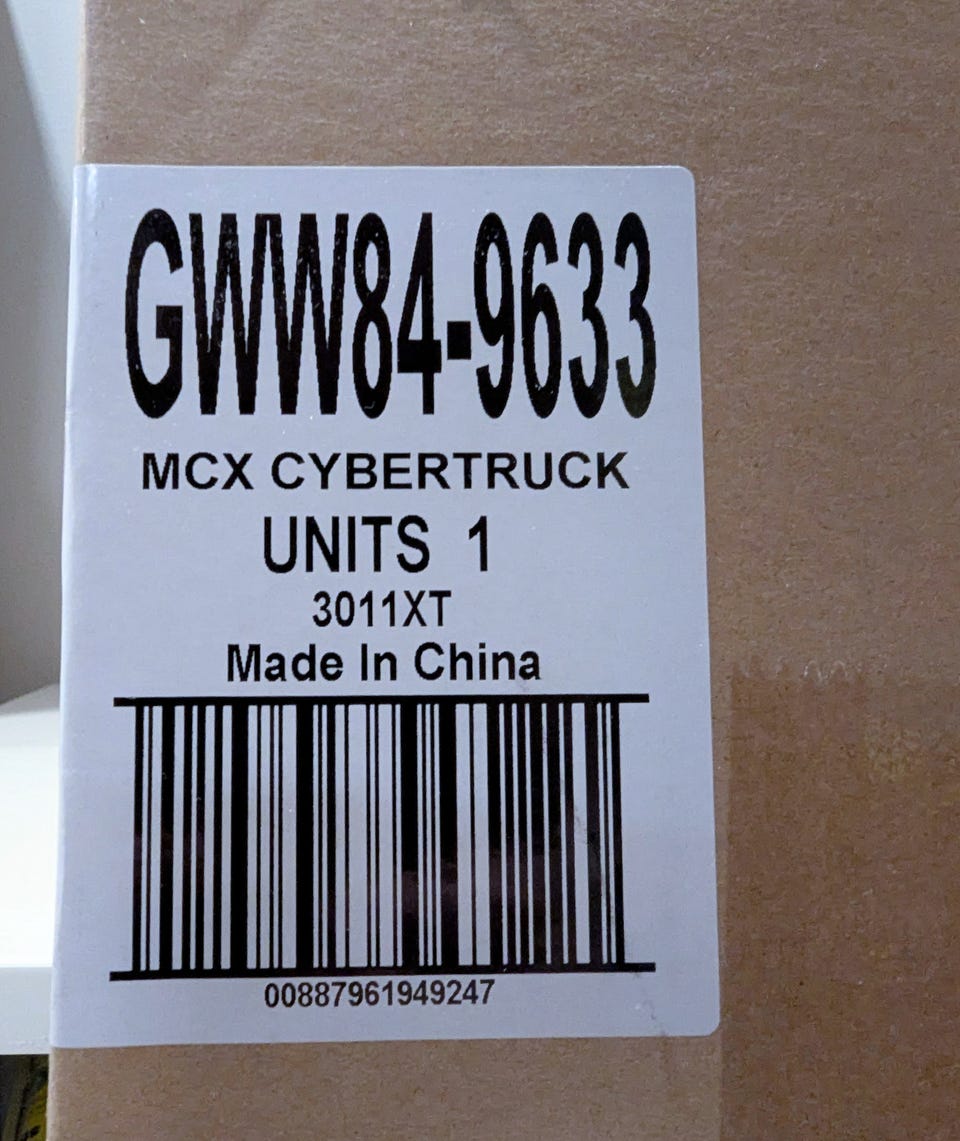 GWW84-9633
MCX CYBERTRUCK
UNITS 1
3011XT
Made In China
00887961949247